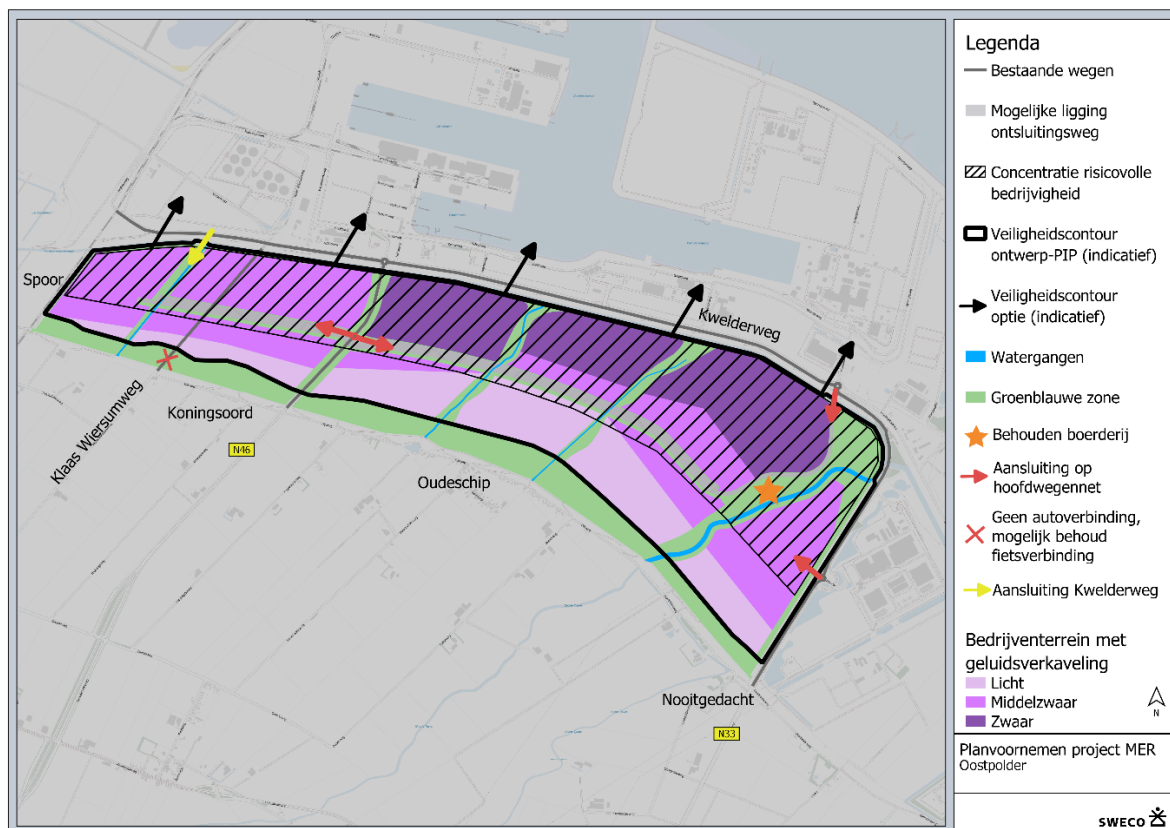 Spoor
Klaas Wiersumweg
Koningsoord
N46
Oudeschip
Kwelderweg
Nooitgedacht
N33
Legenda
Bestaande wegen
Mogelijke ligging
ontsluitingsweg
Concentratie risicovolle
bedrijvigheid
Veiligheidscontour
ontwerp-PIP (indicatief)
Veiligheidscontour
optie (indicatief)
Watergangen
Groenblauwe zone
Behouden boerderij
Aansluiting op
hoofdwegennet
Geen autoverbinding,
mogelijk behoud
fietsverbinding
Aansluiting Kwelderweg
Bedrijventerrein met
geluidsverkaveling
Licht
Middelzwaar
Zwaar
N
Planvoornemen project MER
Oostpolder
SWECO